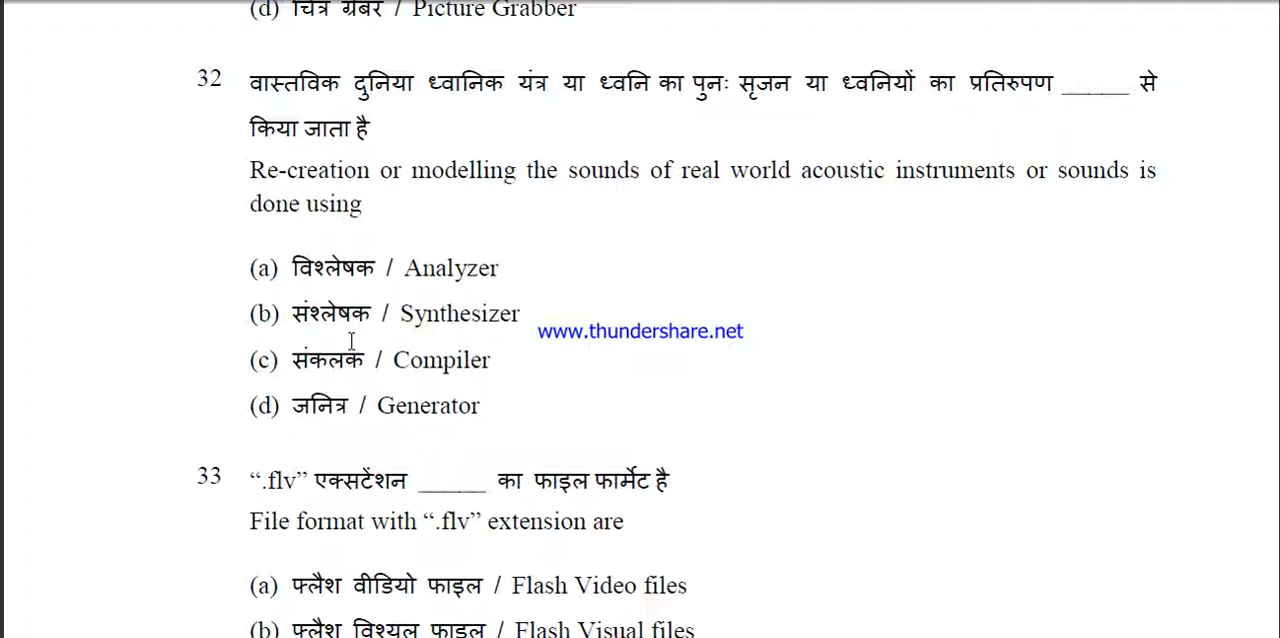 (d) चित्र ग्रेबर / Picture Grabber
32 वास्तविक दुनिया ध्वानिक यंत्र या ध्वनि का पुनः सृजन या ध्वनियों का प्रतिरुपण ______ से
किया जाता है
Re-creation or modelling the sounds of real world acoustic instruments or sounds is
done using
(a) विश्लेषक / Analyzer
(b) संश्लेषक / Synthesizer
www.thundershare.net
(c) संकलक / Compiler
(d) जनित्र / Generator
33 “.flv” एक्सटेंशन ______ का फाइल फार्मेट है
File format with “.flv” extension are
(a) फ्लैश वीडियो फाइल / Flash Video files
(b) फ्लैश विश्यल फाइल / Flash Visual files